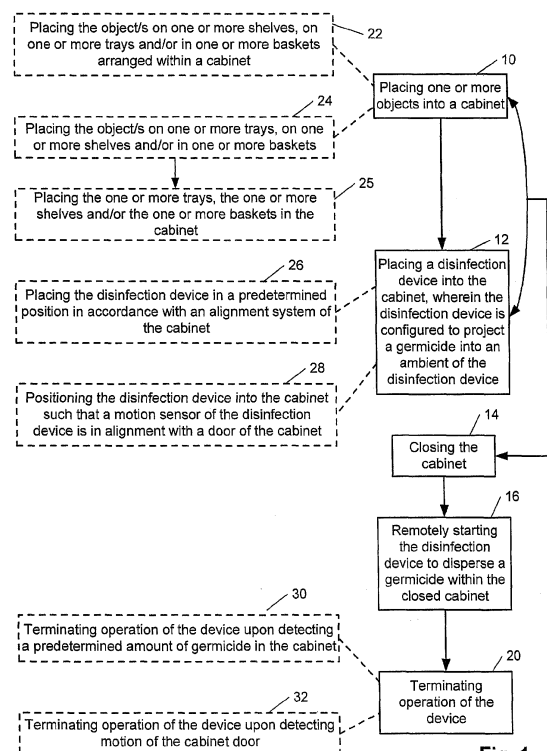 22
Placing the object/s on one or more shelves, on
one or more trays and/or in one or more baskets
arranged within a cabinet
10
Placing one or more
objects into a cabinet
24
Placing the object/s on one or more trays, on one
or more shelves and/or in one or more baskets
25
Placing the one or more trays, the one or more
shelves and/or the one or more baskets in the
cabinet
12
Placing a disinfection
device into the
cabinet, wherein the
disinfection device is
configured to project
a germicide into an
ambient of the
disinfection device
26
Placing the disinfection device in a predetermined
position in accordance with an alignment system of
the cabinet
28
Positioning the disinfection device into the cabinet
such that a motion sensor of the disinfection
device is in alignment with a door of the cabinet
14
Closing the
cabinet
16
Remotely starting
the disinfection
device to disperse a
germicide within the
closed cabinet
30
Terminating operation of the device upon detecting
a predetermined amount of germicide in the cabinet
20
Terminating
operation of the
device
32
Terminating operation of the device upon detecting
motion of the cabinet door
Fig. 1